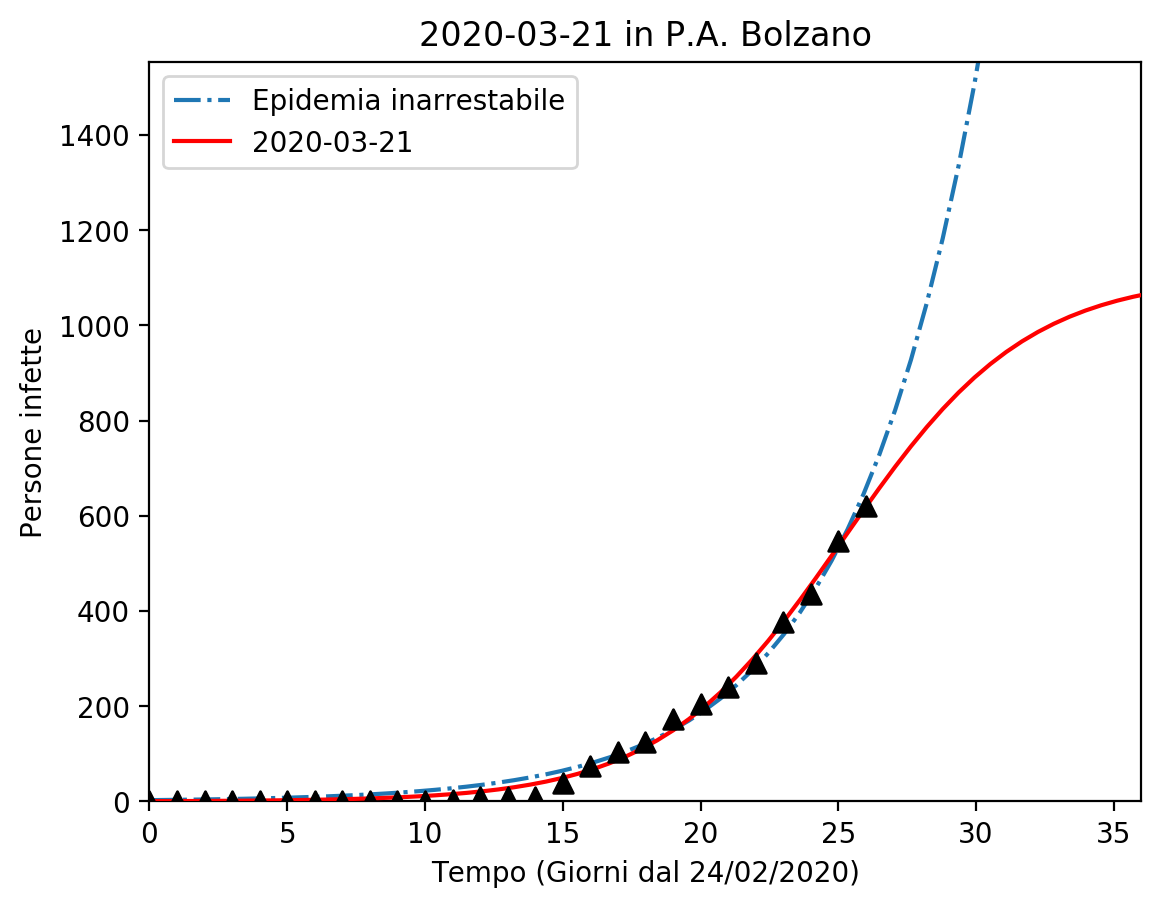 2020-03-21 in P.A. Bolzano
Epidemia inarrestabile
2020-03-21
1400
1200
1000
800
600
400
200
0
Persone infette
0 5 10 15 20 25 30 35
Tempo (Giorni dal 24/02/2020)